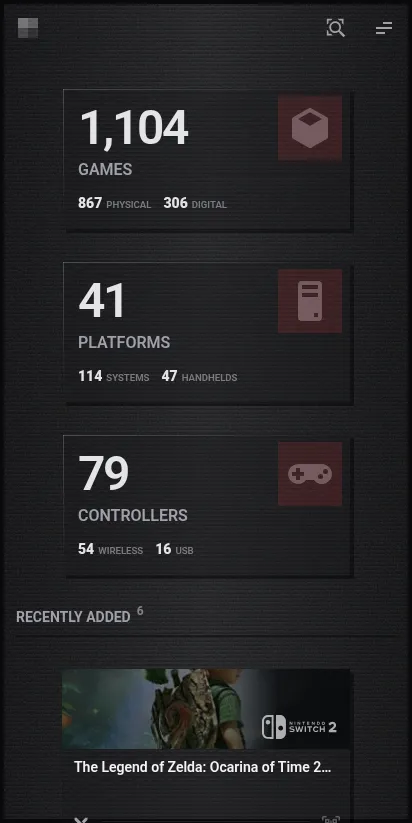 1,104
GAMES
867 PHYSICAL 306 DIGITAL
41
PLATFORMS
114 SYSTEMS 47 HANDHELDS
79
CONTROLLERS
54 WIRELESS 16 USB
RECENTLY ADDED 6
NINTENDO
SWITCH 2
The Legend of Zelda: Ocarina of Time 2...